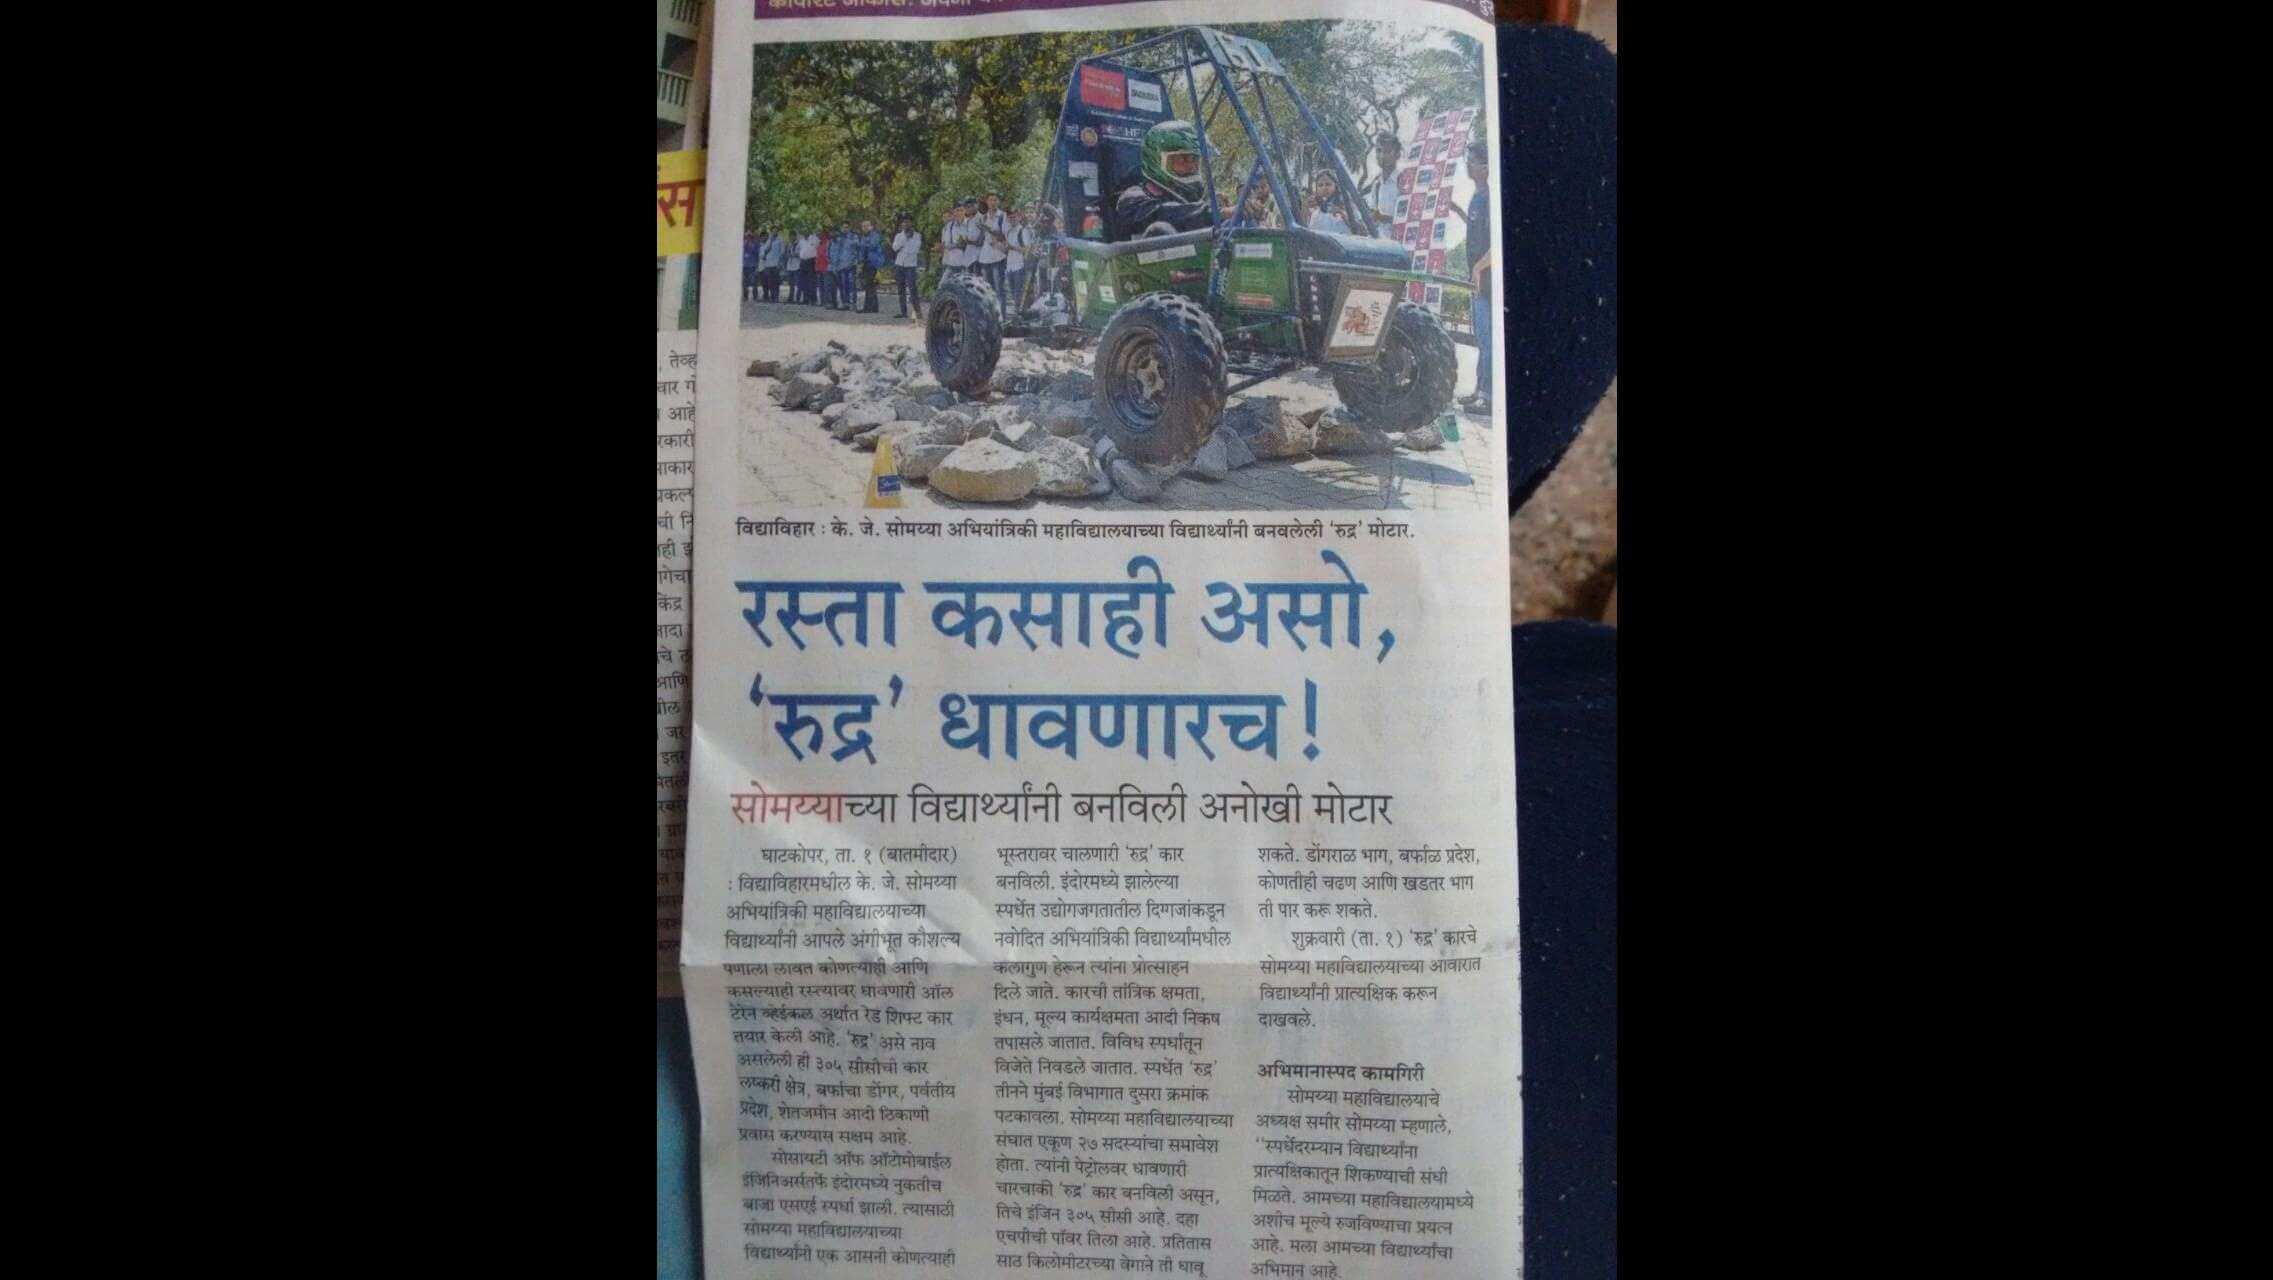 स
विद्याविहार : के. जे. सोमय्या अभियांत्रिकी महाविद्यालयाच्या विद्यार्थ्यांनी बनवलेली 'रुद्र' मोटार.
रस्ता कसाही असो,
'रुद्र' धावणारच!
सोमय्याच्या विद्यार्थ्यांनी बनविली अनोखी मोटार
घाटकोपर, ता. १ (बातमीदार)
: विद्याविहारमधील के. जे. सोमय्या
अभियांत्रिकी महाविद्यालयाच्या
विद्यार्थ्यांनी आपले अंगीभूत कौशल्य
पणाला लावत कोणत्याही आणि
कसल्याही रस्त्यावर धावणारी ऑल
टेरेन व्हेईकल अर्थात रेड शिफ्ट कार
तयार केली आहे. 'रुद्र' असे नाव
असलेली ही ३०५ सीसीची कार
लष्करी क्षेत्र, बर्फाचा डोंगर, पर्वतीय
प्रदेश, शेतजमीन आदी ठिकाणी
प्रवास करण्यास सक्षम आहे.
सोसायटी ऑफ ऑटोमोबाईल
इंजिनिअर्सतर्फे इंदोरमध्ये नुकतीच
बाजा एसएई स्पर्धा झाली. त्यासाठी
सोमय्या महाविद्यालयाच्या
विद्यार्थ्यांनी एक आसनी कोणत्याही
भूस्तरावर चालणारी 'रुद्र' कार
बनविली. इंदोरमध्ये झालेल्या
स्पर्धेत उद्योगजगतातील दिग्गजांकडून
नवोदित अभियांत्रिकी विद्यार्थ्यांमधील
कलागुण हेरून त्यांना प्रोत्साहन
दिले जाते. कारची तांत्रिक क्षमता,
इंधन, मूल्य कार्यक्षमता आदी निकष
तपासले जातात. विविध स्पर्धांतून
विजेते निवडले जातात. स्पर्धेत 'रुद्र'
तीनने मुंबई विभागात दुसरा क्रमांक
पटकावला. सोमय्या महाविद्यालयाच्या
संघात एकूण २७ सदस्यांचा समावेश
होता. त्यांनी पेट्रोलवर धावणारी
चारचाकी 'रुद्र' कार बनविली असून,
तिचे इंजिन ३०५ सीसी आहे. दहा
एचपीची पॉवर तिला आहे. प्रतितास
साठ किलोमीटरच्या वेगाने ती धावू
शकते. डोंगराळ भाग, बर्फाळ प्रदेश,
कोणतीही चढण आणि खडतर भाग
ती पार करू शकते.
शुक्रवारी (ता. १) 'रुद्र' कारचे
सोमय्या महाविद्यालयाच्या आवारात
विद्यार्थ्यांनी प्रात्यक्षिक करून
दाखवले.
अभिमानास्पद कामगिरी
सोमय्या महाविद्यालयाचे
अध्यक्ष समीर सोमय्या म्हणाले,
"स्पर्धेदरम्यान विद्यार्थ्यांना
प्रात्यक्षिकातून शिकण्याची संधी
मिळते. आमच्या महाविद्यालयामध्ये
अशीच मूल्ये रुजविण्याचा प्रयत्न
आहे. मला आमच्या विद्यार्थ्यांचा
अभिमान आहे.